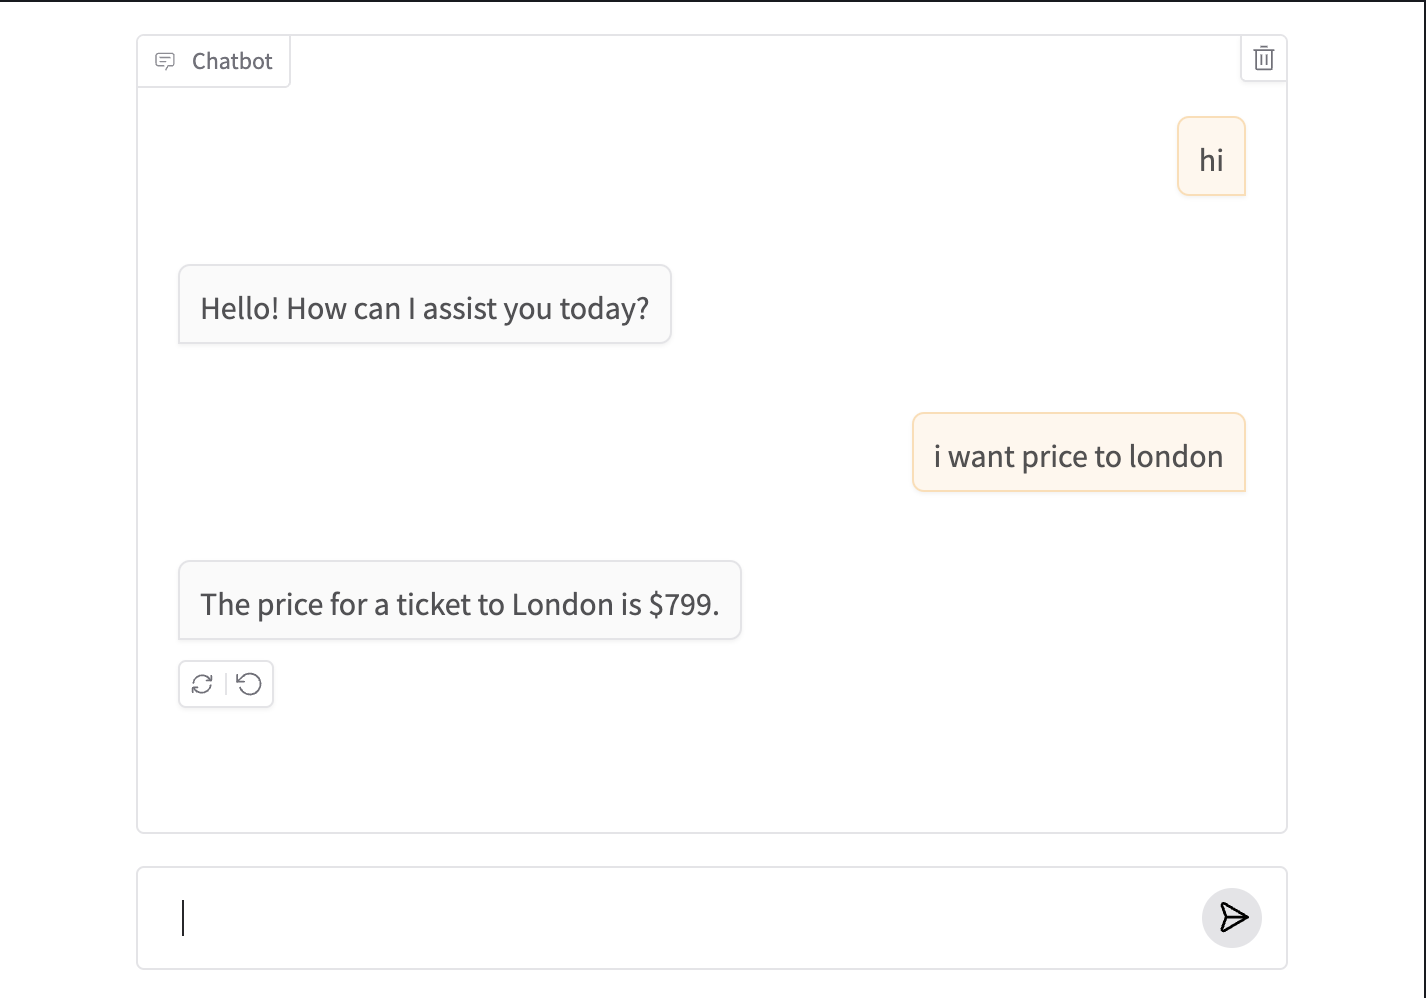 Chatbot
hi
Hello! How can I assist you today?
i want price to london
The price for a ticket to London is $799.